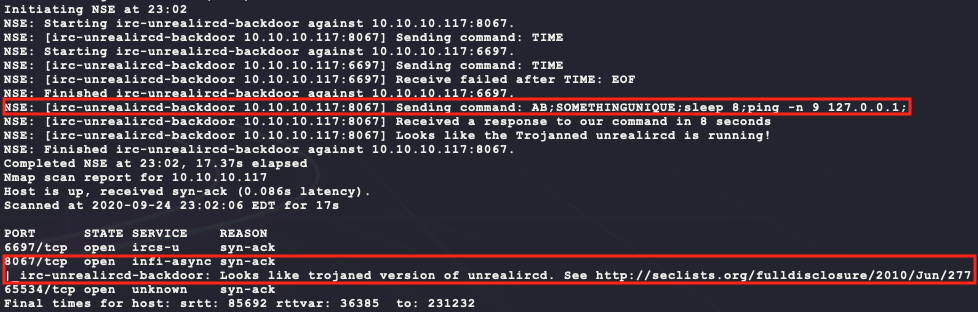 Initiating NSE at 23:02
NSE: Starting irc-unrealircd-backdoor against 10.10.10.117:8067.
NSE: [irc-unrealircd-backdoor 10.10.10.117:8067] Sending command: TIME
NSE: Starting irc-unrealircd-backdoor against 10.10.10.117:6697.
NSE: [irc-unrealircd-backdoor 10.10.10.117:6697] Sending command: TIME
NSE: [irc-unrealircd-backdoor 10.10.10.117:6697] Receive failed after TIME: EOF
NSE: Finished irc-unrealircd-backdoor against 10.10.10.117:6697.
NSE: [irc-unrealircd-backdoor 10.10.10.117:8067] Sending command: AB;SOMETHINGUNIQUE;sleep 8;ping -n 9 127.0.0.1;
NSE: [irc-unrealircd-backdoor 10.10.10.117:8067] Received a response to our command in 8 seconds
NSE: [irc-unrealircd-backdoor 10.10.10.117:8067] Looks like the Trojanned unrealircd is running!
NSE: Finished irc-unrealircd-backdoor against 10.10.10.117:8067.
Completed NSE at 23:02, 17.37s elapsed
Nmap scan report for 10.10.10.117
Host is up, received syn-ack (0.086s latency).
Scanned at 2020-09-24 23:02:06 EDT for 17s
PORT STATE SERVICE REASON
6697/tcp open ircs-u syn-ack
8067/tcp open infi-async syn-ack
|_irc-unrealircd-backdoor: Looks like trojaned version of unrealircd. See http://seclists.org/fulldisclosure/2010/Jun/277
65534/tcp open unknown syn-ack
Final times for host: srtt: 85692 rttvar: 36385 to: 231232